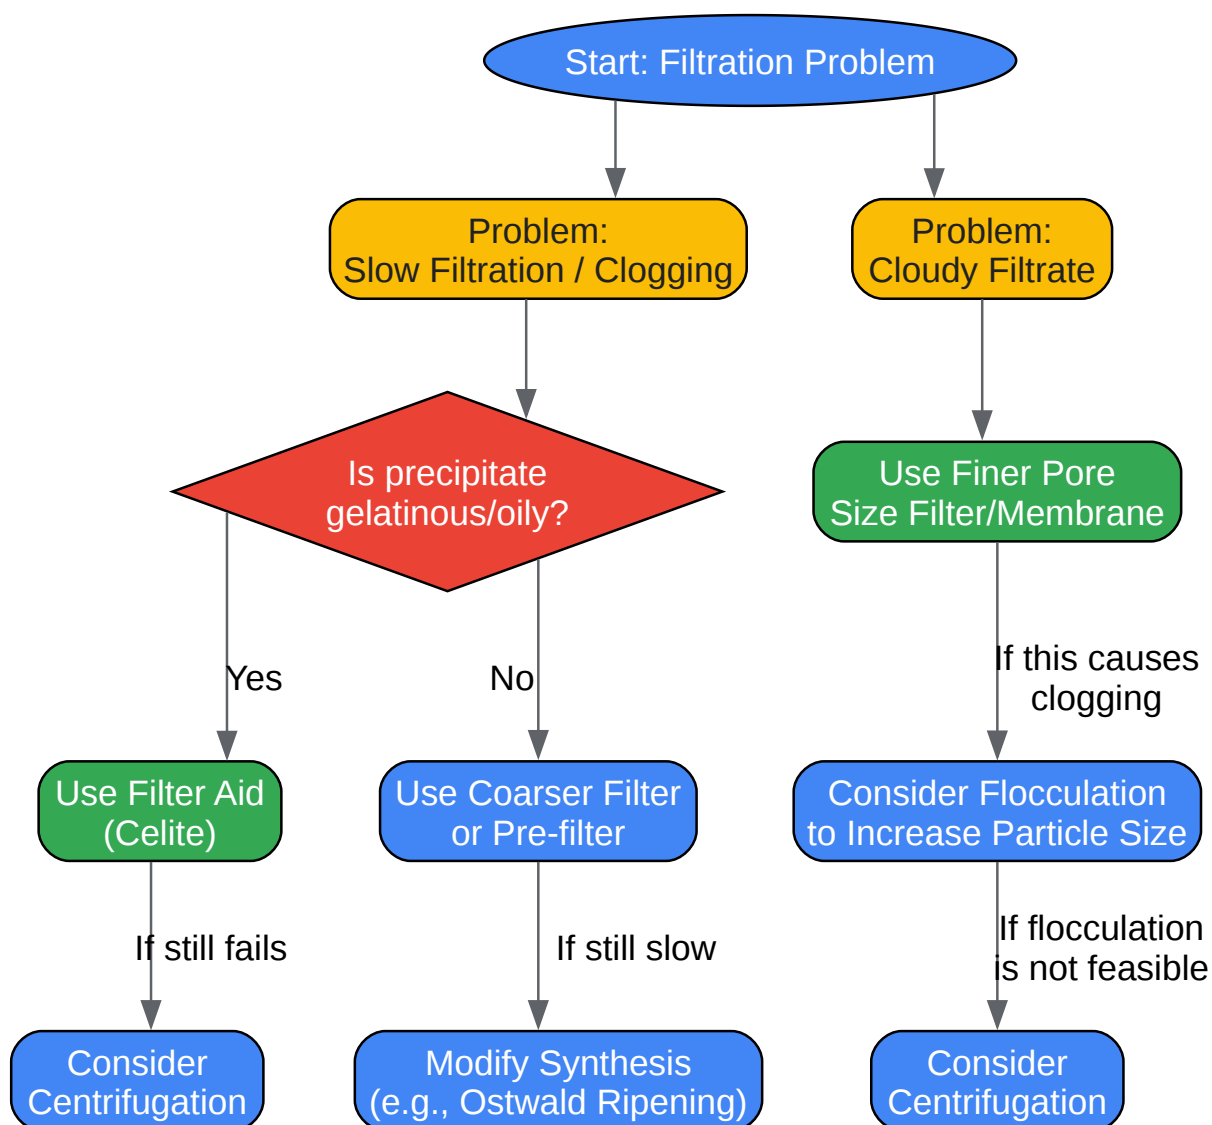 Start: Filtration Problem
Problem:
Slow Filtration / Clogging
Problem:
Cloudy Filtrate
Is precipitate
gelatinous/oily?
Use Finer Pore
Size Filter/Membrane
Yes
No
If this causes
clogging
Use Filter Aid
(Celite)
Use Coarser Filter
or Pre-filter
Consider Flocculation
to Increase Particle Size
If still fails
If still slow
If flocculation
is not feasible
Consider
Centrifugation
Modify Synthesis
(e.g., Ostwald Ripening)
Consider
Centrifugation